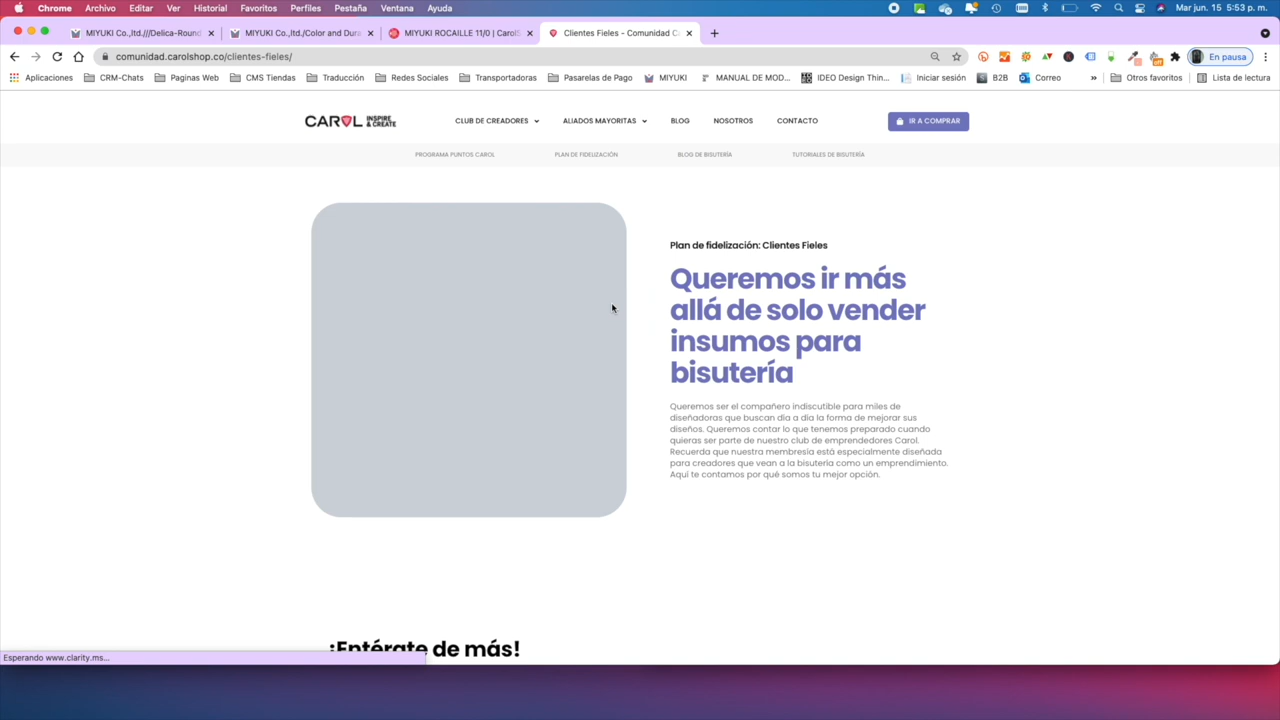 Chrome Archivo Editar Ver Historial Favoritos Perfiles Pestaña Ventana Ayuda
Mar jun. 15 5:53 p. m.
MIYUKI Co.,ltd.///Delica-Round
MIYUKI Co.,ltd./Color and Dura
MIYUKI ROCAILLE 11/0 | CarolS
Clientes Fieles - Comunidad C
comunidad.carolshop.co/clientes-fieles/
En pausa
Aplicaciones CRM-Chats Paginas Web CMS Tiendas Traducción Redes Sociales Transportadoras Pasarelas de Pago MIYUKI MANUAL DE MOD... IDEO Design Thin... Iniciar sesión B2B Correo » Otros favoritos Lista de lectura
CAROL INSPIRE & CREATE
CLUB DE CREADORES ALIADOS MAYORITAS BLOG NOSOTROS CONTACTO IR A COMPRAR
PROGRAMA PUNTOS CAROL PLAN DE FIDELIZACIÓN BLOG DE BISUTERÍA TUTORIALES DE BISUTERÍA
Plan de fidelización: Clientes Fieles
Queremos ir más
allá de solo vender
insumos para
bisutería
Queremos ser el compañero indiscutible para miles de
diseñadoras que buscan día a día la forma de mejorar sus
diseños. Queremos contar lo que tenemos preparado cuando
quieras ser parte de nuestro club de emprendedores Carol.
Recuerda que nuestra membresía está especialmente diseñada
para creadores que vean a la bisutería como un emprendimiento.
Aquí te contamos por qué somos tu mejor opción.
¡Entérate de más!
Esperando www.clarity.ms...